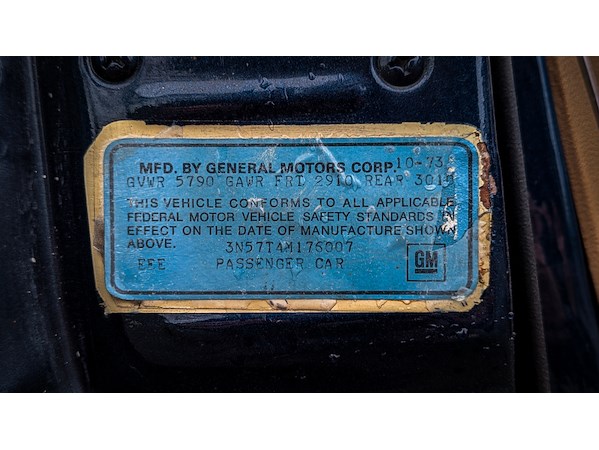 MFD. BY GENERAL MOTORS CORP. 10-73
GVWR 5790 GAWR FRT 2910 REAR 3010
THIS VEHICLE CONFORMS TO ALL APPLICABLE
FEDERAL MOTOR VEHICLE SAFETY STANDARDS IN
EFFECT ON THE DATE OF MANUFACTURE SHOWN
ABOVE. 3N57T4M176007
EFE PASSENGER CAR
GM